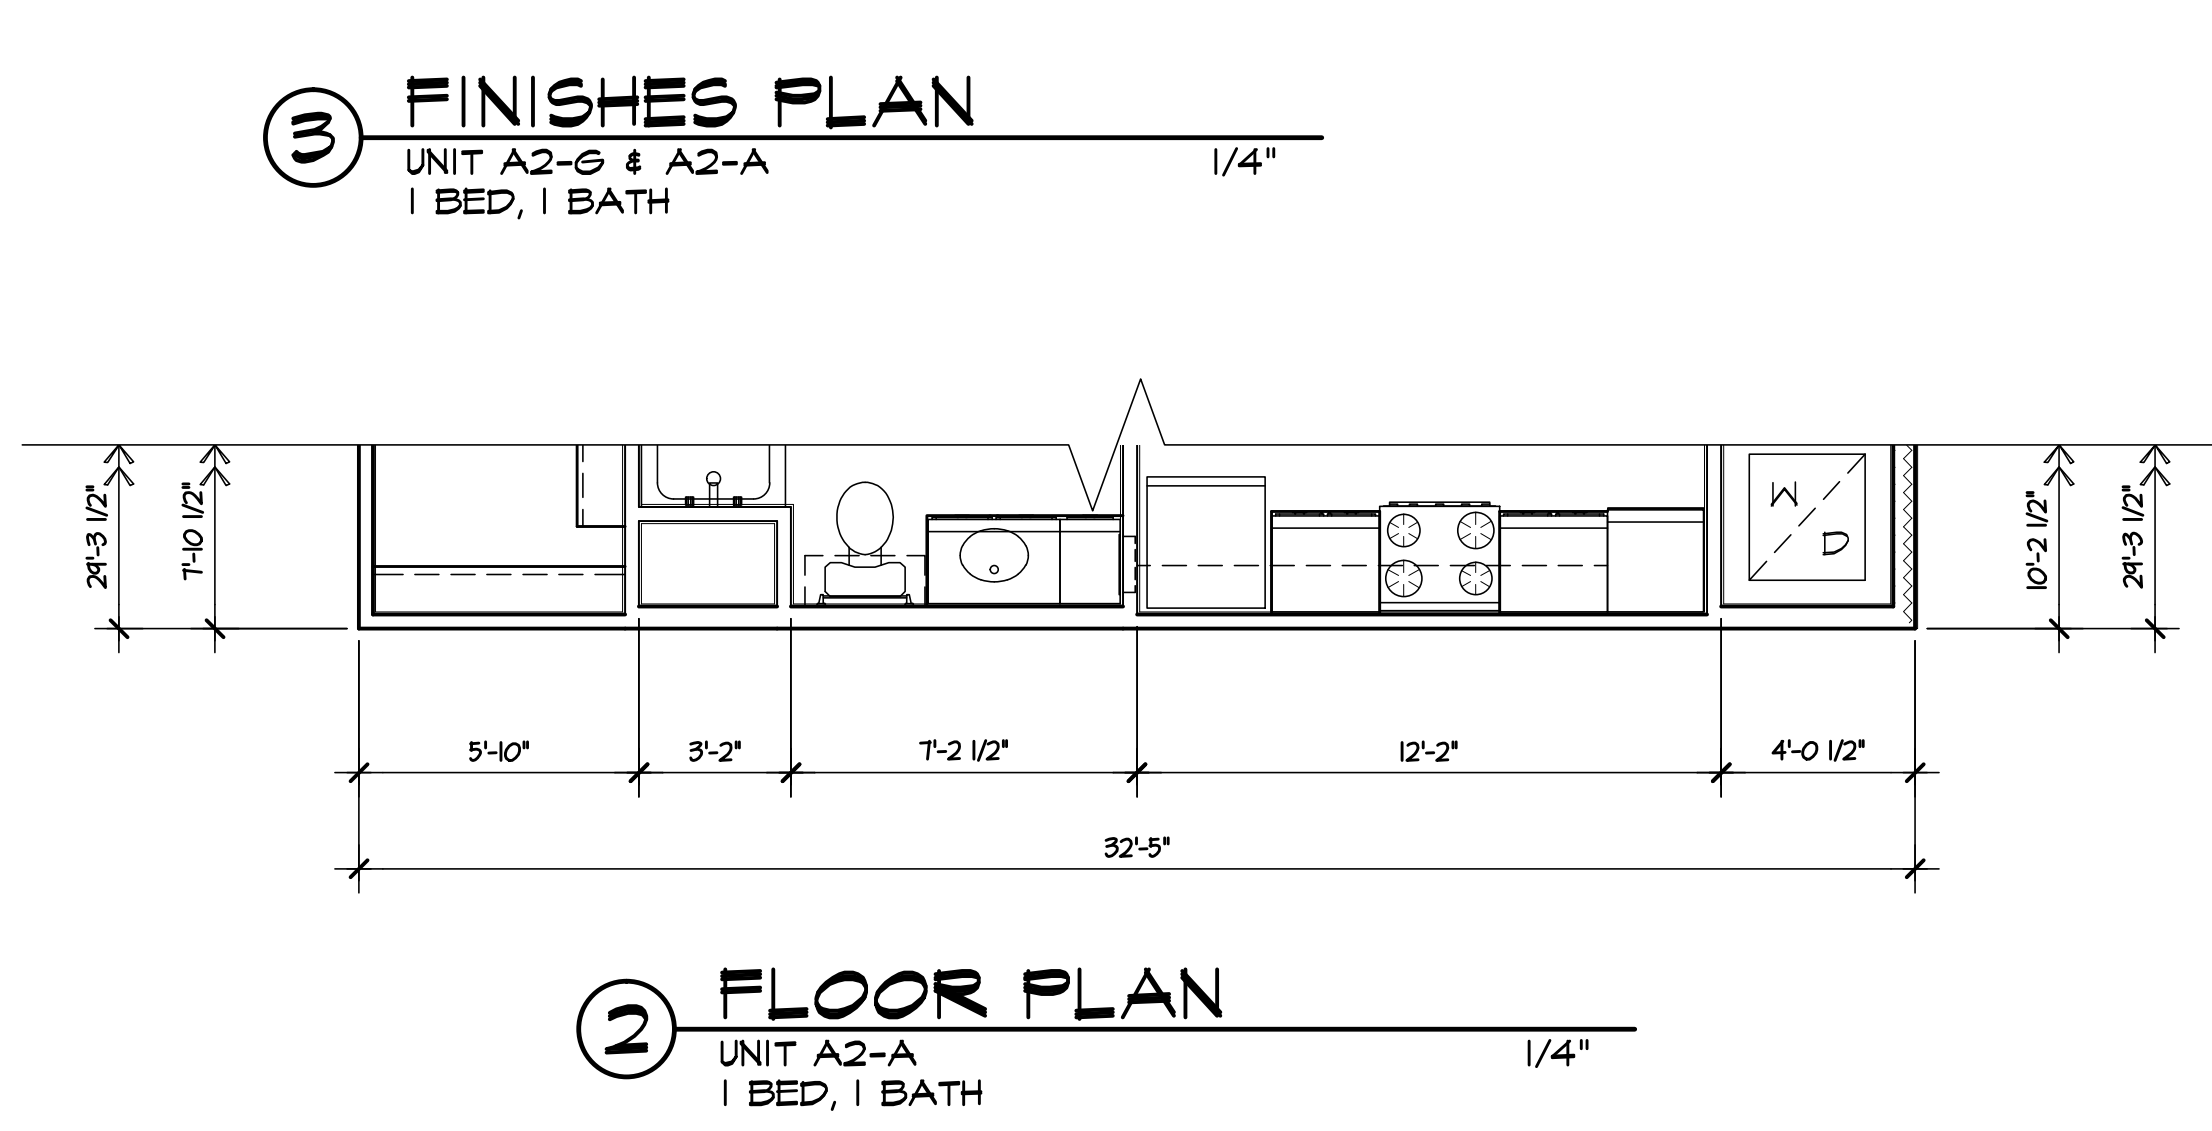 3
FINISHES PLAN
UNIT A2-G & A2-A
1/4"
1 BED, 1 BATH
29'-3 1/2"
7'-10 1/2"
W
D
10'-2 1/2"
29'-3 1/2"
5'-10"
3'-2"
7'-2 1/2"
12'-2"
4'-0 1/2"
32'-5"
2
FLOOR PLAN
UNIT A2-A
1/4"
1 BED, 1 BATH